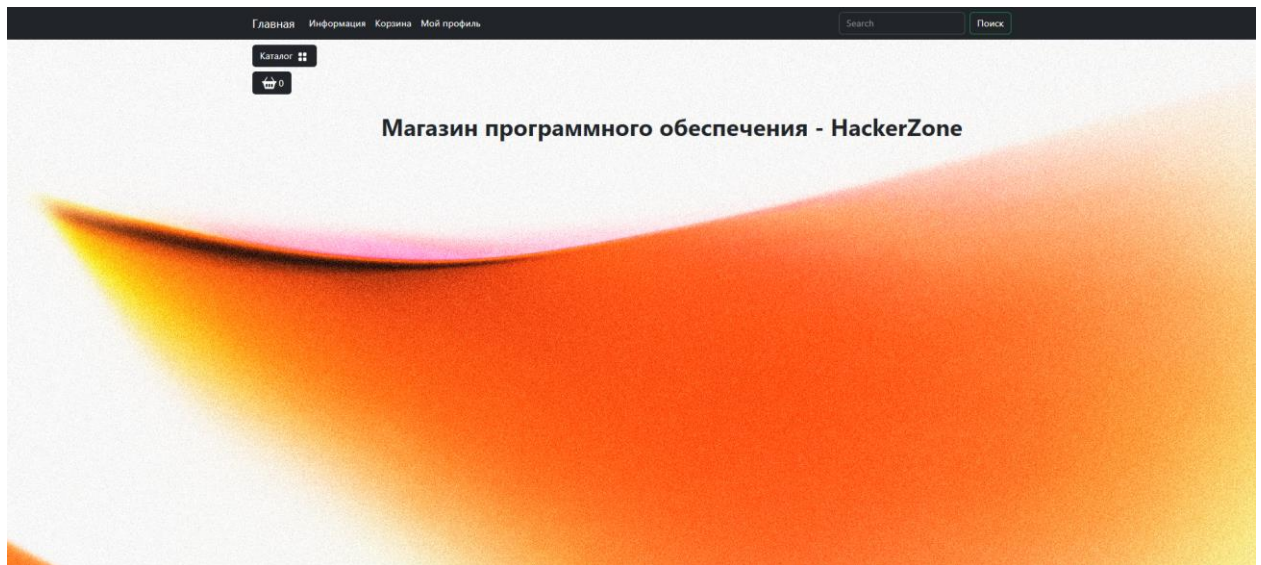 Главная Информация Корзина Мой профиль Search Поиск
Каталог
0
Магазин программного обеспечения - HackerZone